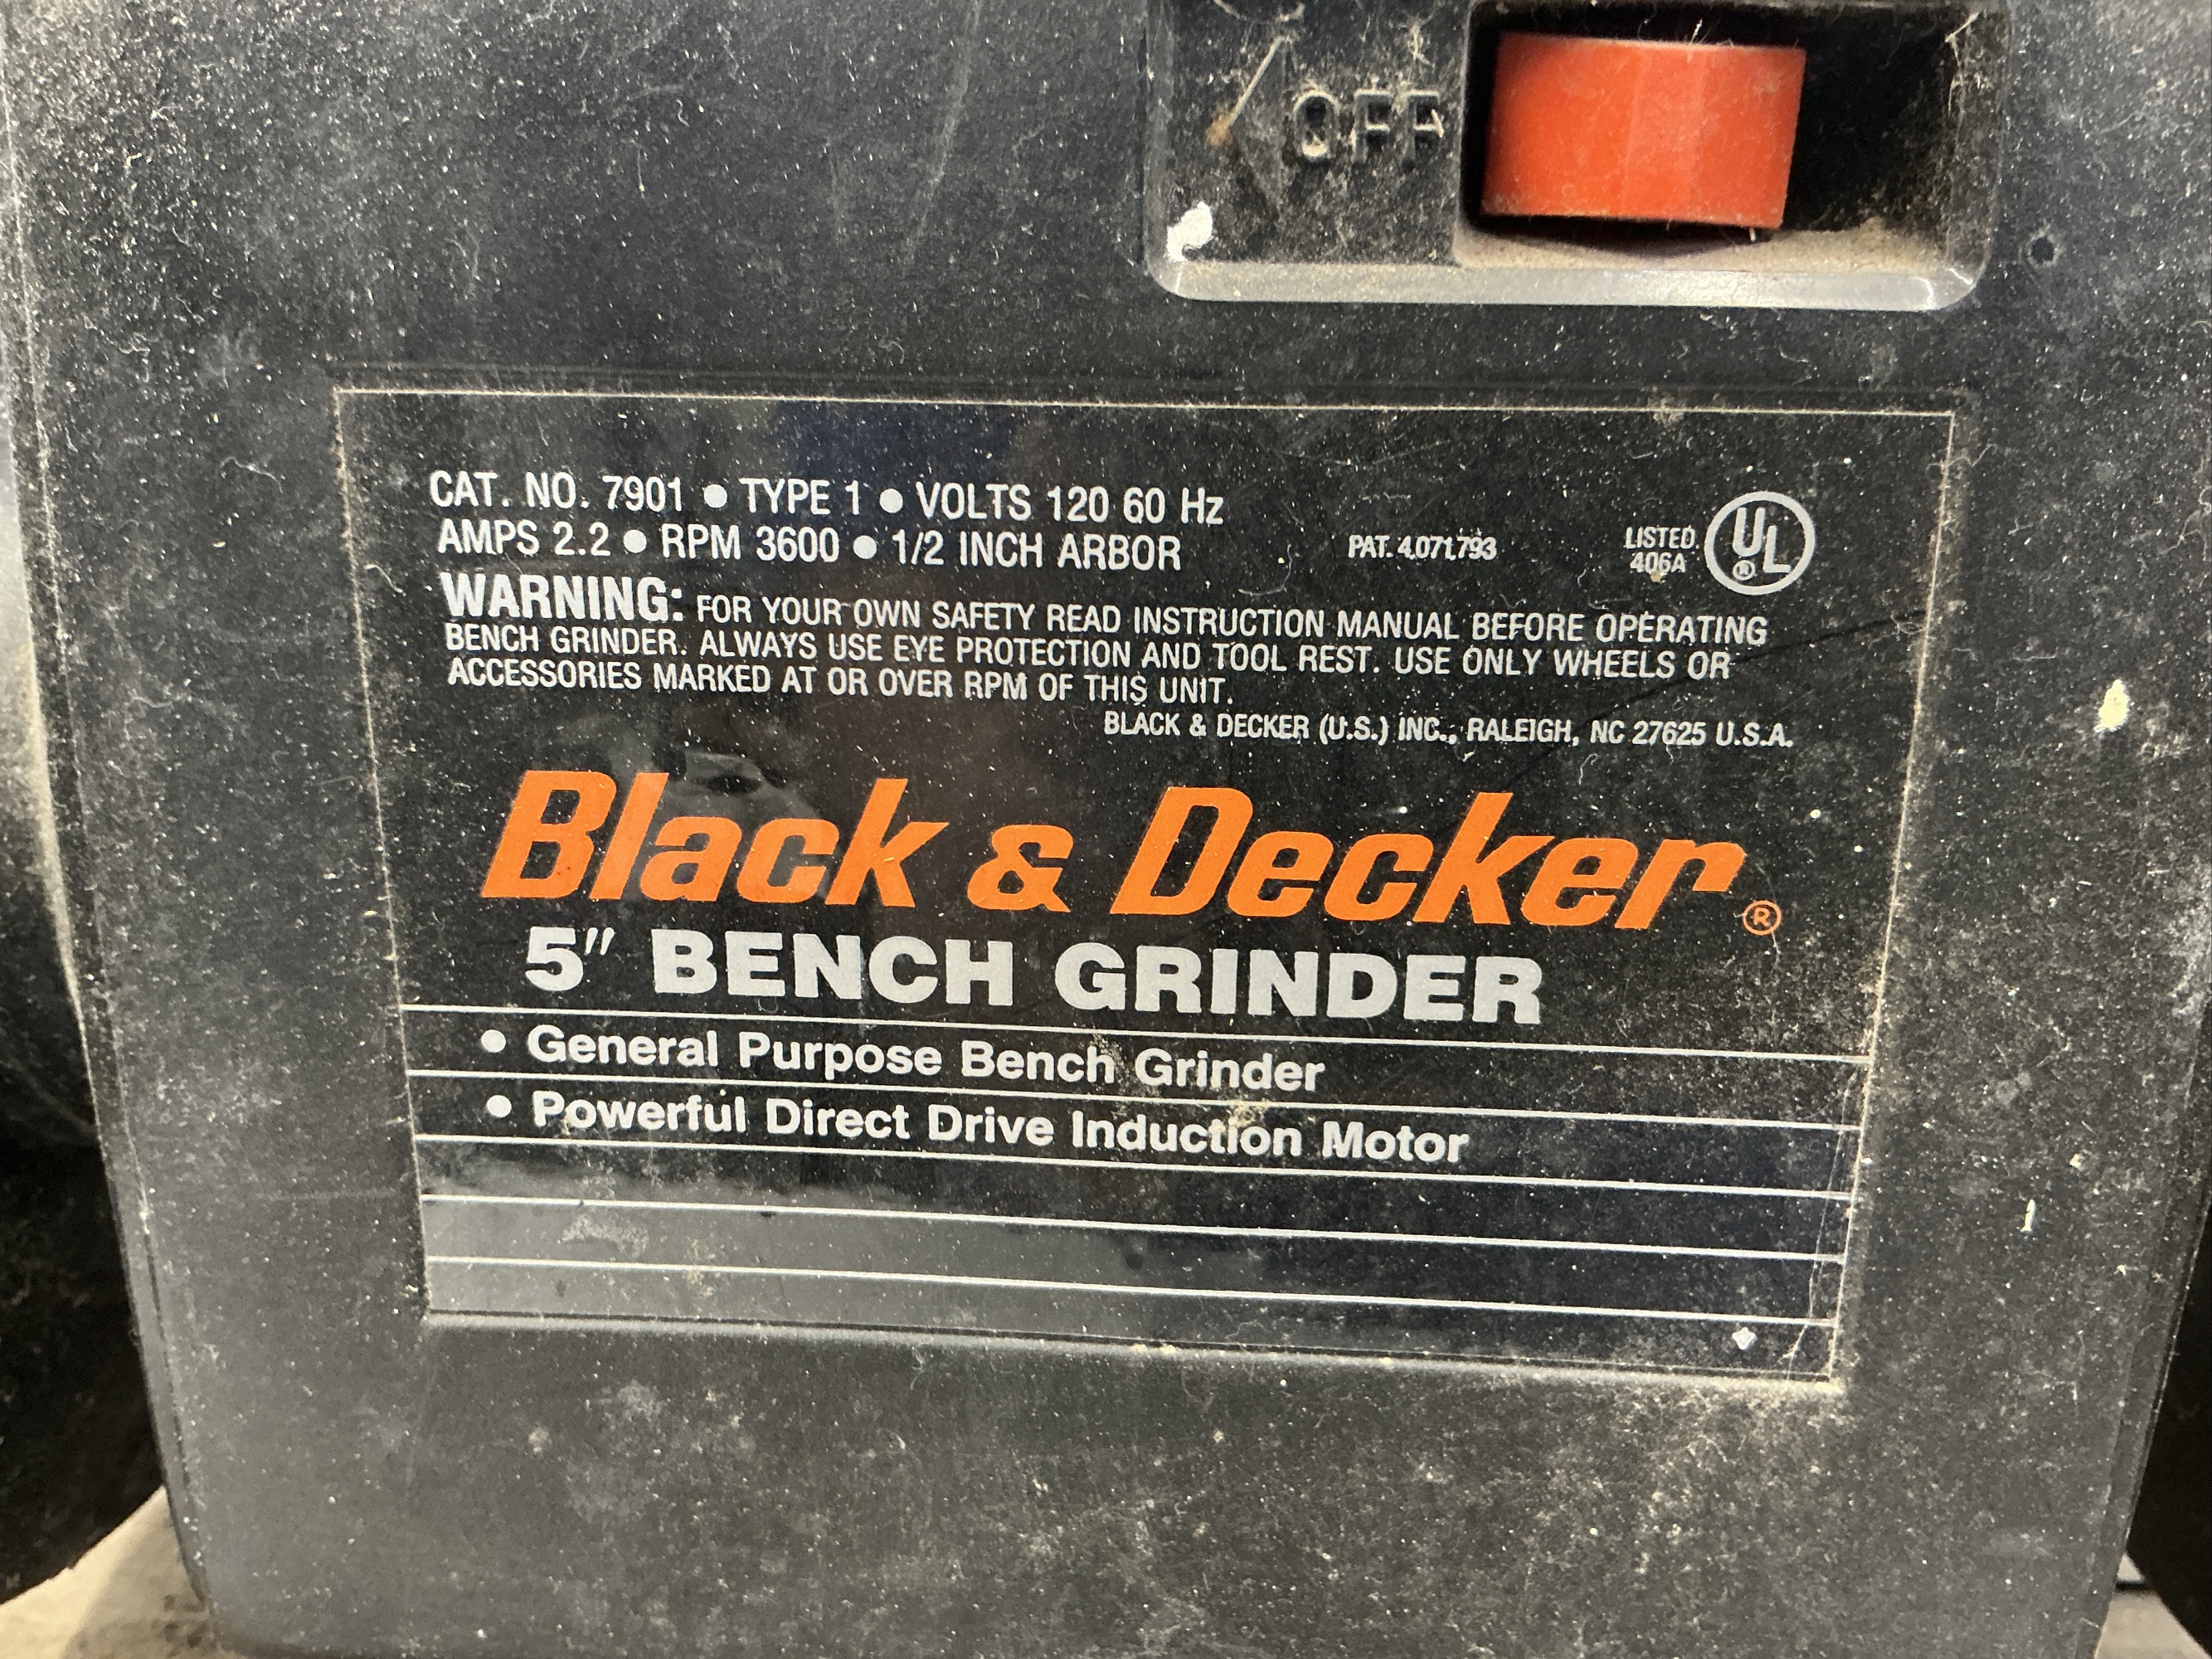 OFF
CAT. NO. 7901 ● TYPE 1 ● VOLTS 120 60 Hz
AMPS 2.2 ● RPM 3600 ● 1/2 INCH ARBOR
PAT. 4,071,793
LISTED
406A
UL®
WARNING: FOR YOUR OWN SAFETY READ INSTRUCTION MANUAL BEFORE OPERATING
BENCH GRINDER. ALWAYS USE EYE PROTECTION AND TOOL REST. USE ONLY WHEELS OR
ACCESSORIES MARKED AT OR OVER RPM OF THIS UNIT.
BLACK & DECKER (U.S.) INC., RALEIGH, NC 27625 U.S.A.
Black & Decker®
5" BENCH GRINDER
● General Purpose Bench Grinder
● Powerful Direct Drive Induction Motor